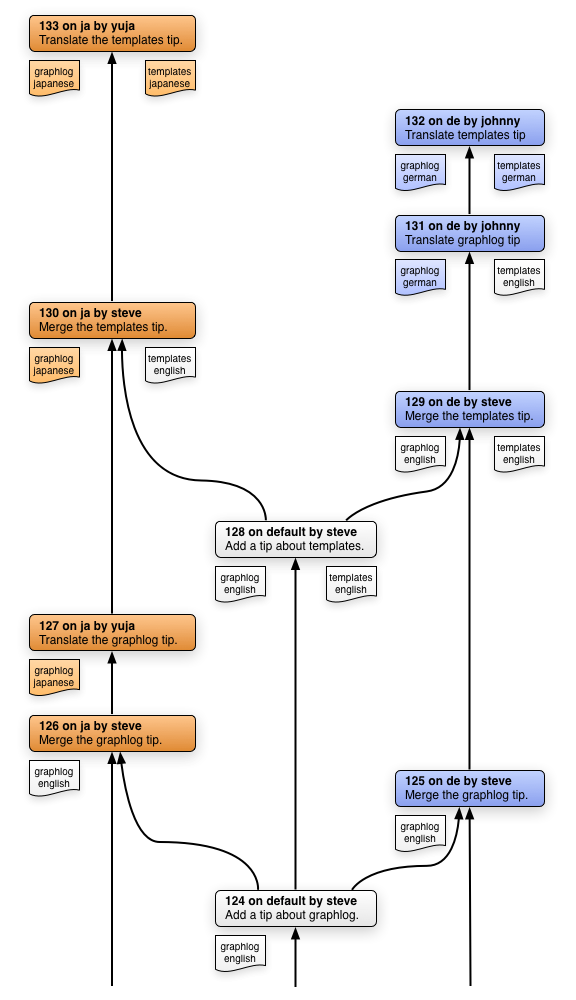 133 on ja by yuja
Translate the templates tip.
graphlog
japanese
templates
japanese
132 on de by johnny
Translate templates tip
graphlog
german
templates
german
131 on de by johnny
Translate graphlog tip
graphlog
german
templates
english
130 on ja by steve
Merge the templates tip.
graphlog
japanese
templates
english
129 on de by steve
Merge the templates tip.
graphlog
english
templates
english
128 on default by steve
Add a tip about templates.
graphlog
english
templates
english
127 on ja by yuja
Translate the graphlog tip.
graphlog
japanese
126 on ja by steve
Merge the graphlog tip.
graphlog
english
125 on de by steve
Merge the graphlog tip.
graphlog
english
124 on default by steve
Add a tip about graphlog.
graphlog
english